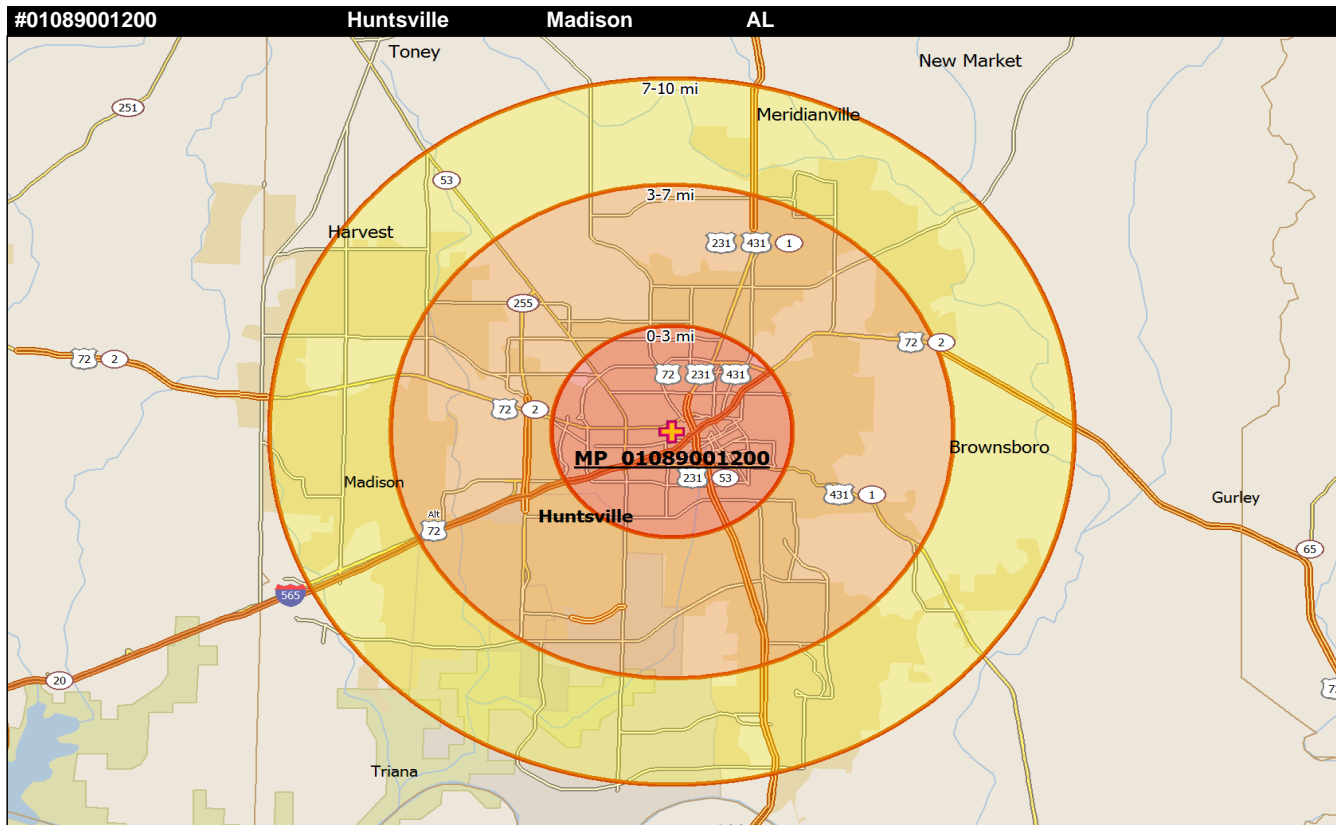 #01089001200 Huntsville Madison AL
Toney
New Market
7-10 mi
251
Meridianville
53
3-7 mi
Harvest
231 431 1
255
0-3 mi
72 2
72 2
72 231 431
72 2
Brownsboro
MP_01089001200
Madison
231 53
431 1
Gurley
Alt
72
Huntsville
65
565
20
72
Triana